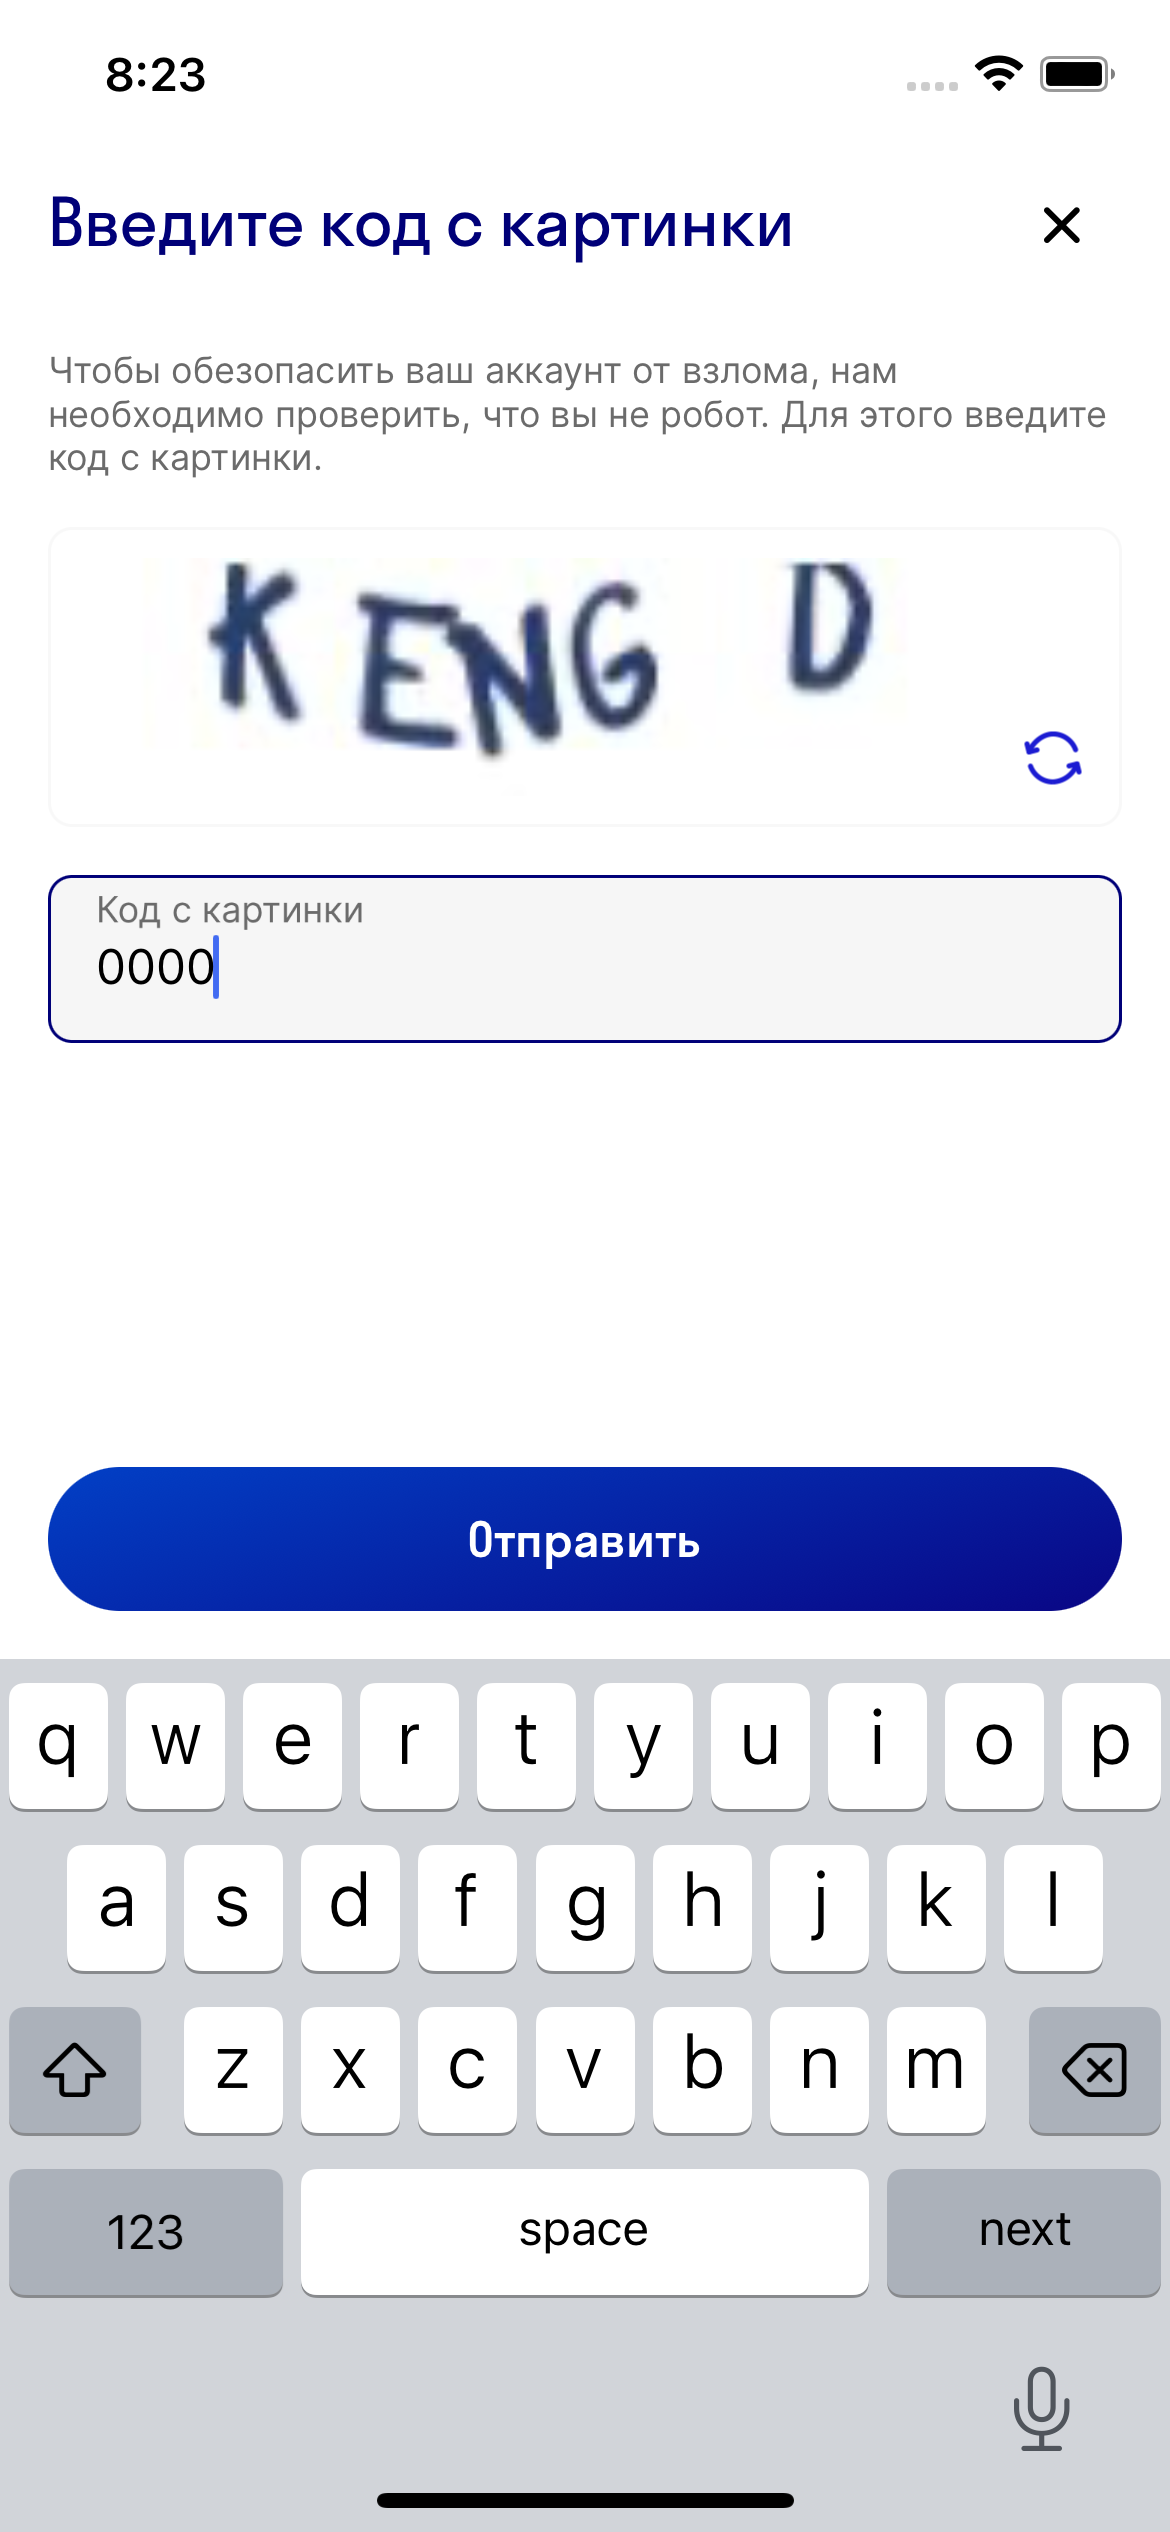 8:23
Введите код с картинки
Чтобы обезопасить ваш аккаунт от взлома, нам
необходимо проверить, что вы не робот. Для этого введите
код с картинки.
K ENG D
Код с картинки
0000
Отправить
q w e r t y u i o p
a s d f g h j k l
z x c v b n m
123 space next